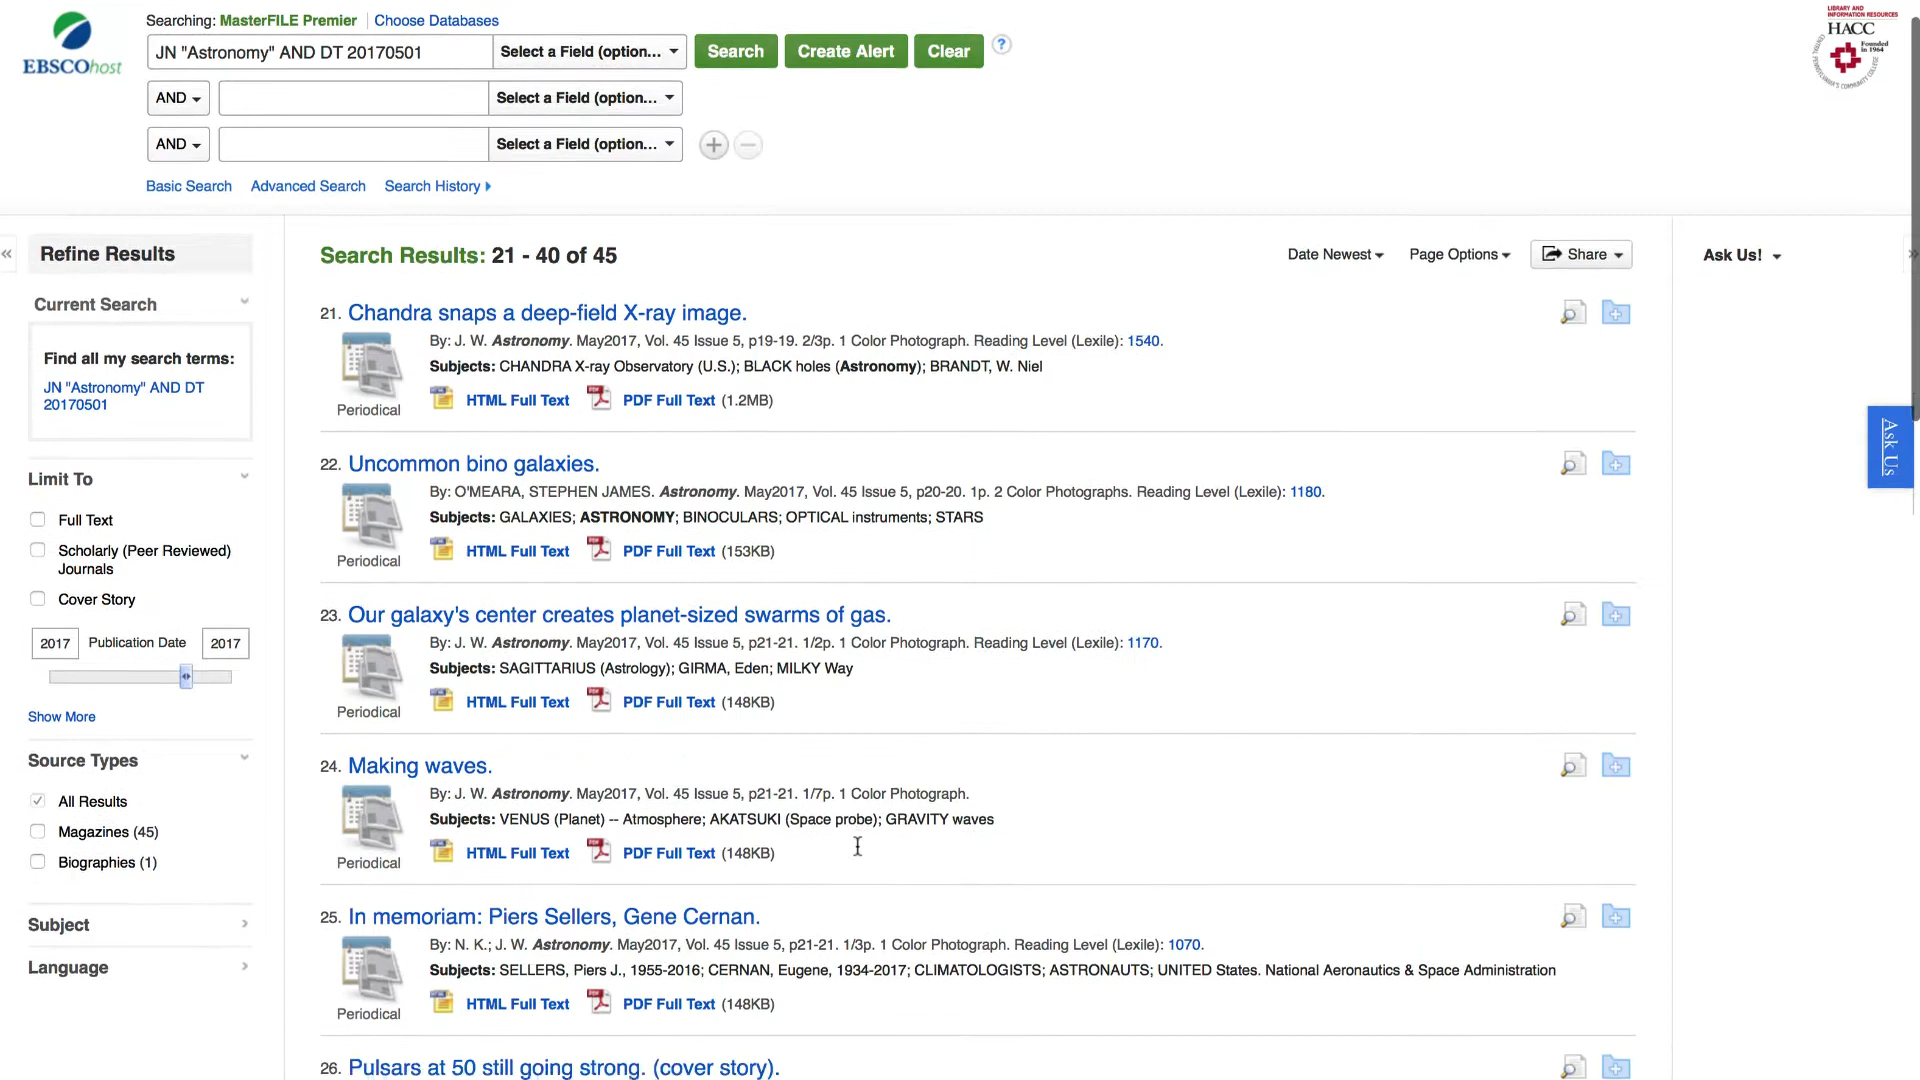 Searching: MasterFILE Premier | Choose Databases
EBSCOhost
JN "Astronomy" AND DT 20170501
Select a Field (option...
Search
Create Alert
Clear
?
AND
Select a Field (option...
AND
Select a Field (option...
Basic Search Advanced Search Search History
LIBRARY AND
INFORMATION RESOURCES
HACC
Founded
in 1964
CENTRAL PENNSYLVANIA'S COMMUNITY COLLEGE
Refine Results
Current Search
Find all my search terms:
JN "Astronomy" AND DT
20170501
Limit To
Full Text
Scholarly (Peer Reviewed)
Journals
Cover Story
2017 Publication Date 2017
Show More
Source Types
All Results
Magazines (45)
Biographies (1)
Subject
Language
Search Results: 21 - 40 of 45
Date Newest
Page Options
Share
21. Chandra snaps a deep-field X-ray image.
By: J. W. Astronomy. May2017, Vol. 45 Issue 5, p19-19. 2/3p. 1 Color Photograph. Reading Level (Lexile): 1540.
Subjects: CHANDRA X-ray Observatory (U.S.); BLACK holes (Astronomy); BRANDT, W. Niel
HTML Full Text PDF Full Text (1.2MB)
Periodical
22. Uncommon bino galaxies.
By: O'MEARA, STEPHEN JAMES. Astronomy. May2017, Vol. 45 Issue 5, p20-20. 1p. 2 Color Photographs. Reading Level (Lexile): 1180.
Subjects: GALAXIES; ASTRONOMY; BINOCULARS; OPTICAL instruments; STARS
HTML Full Text PDF Full Text (153KB)
Periodical
23. Our galaxy's center creates planet-sized swarms of gas.
By: J. W. Astronomy. May2017, Vol. 45 Issue 5, p21-21. 1/2p. 1 Color Photograph. Reading Level (Lexile): 1170.
Subjects: SAGITTARIUS (Astrology); GIRMA, Eden; MILKY Way
HTML Full Text PDF Full Text (148KB)
Periodical
24. Making waves.
By: J. W. Astronomy. May2017, Vol. 45 Issue 5, p21-21. 1/7p. 1 Color Photograph.
Subjects: VENUS (Planet) -- Atmosphere; AKATSUKI (Space probe); GRAVITY waves
HTML Full Text PDF Full Text (148KB)
Periodical
25. In memoriam: Piers Sellers, Gene Cernan.
By: N. K.; J. W. Astronomy. May2017, Vol. 45 Issue 5, p21-21. 1/3p. 1 Color Photograph. Reading Level (Lexile): 1070.
Subjects: SELLERS, Piers J., 1955-2016; CERNAN, Eugene, 1934-2017; CLIMATOLOGISTS; ASTRONAUTS; UNITED States. National Aeronautics & Space Administration
HTML Full Text PDF Full Text (148KB)
Periodical
26. Pulsars at 50 still going strong. (cover story).
Ask Us!
Ask Us